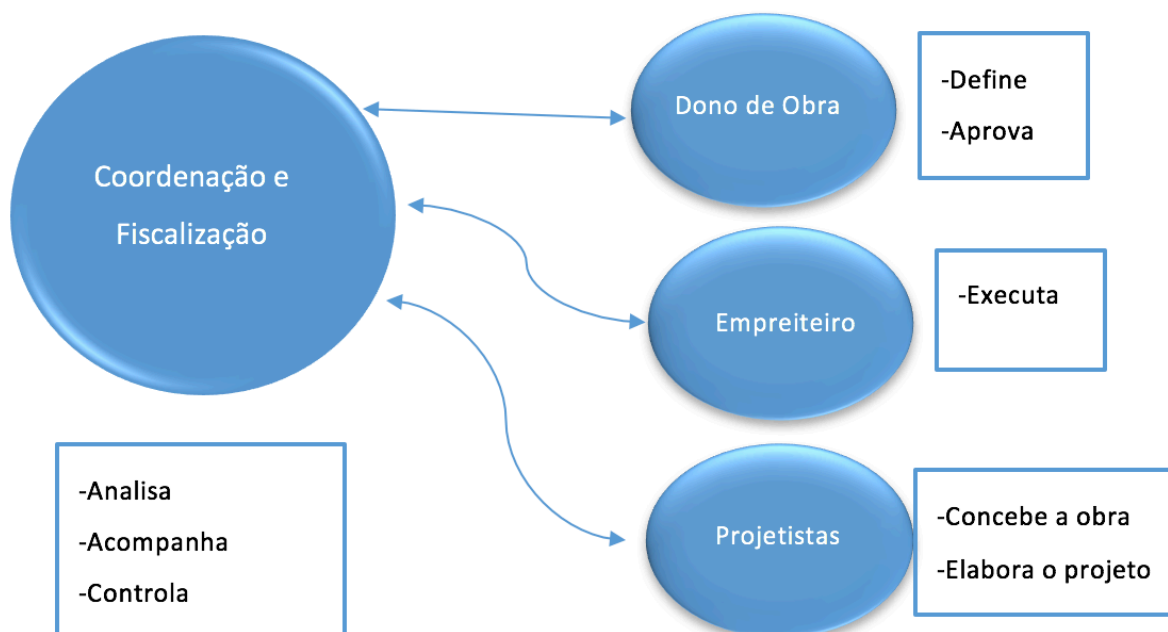 Coordenação e
Fiscalização
-Analisa
-Acompanha
-Controla
Dono de Obra
-Define
-Aprova
Empreiteiro
-Executa
Projetistas
-Concebe a obra
-Elabora o projeto